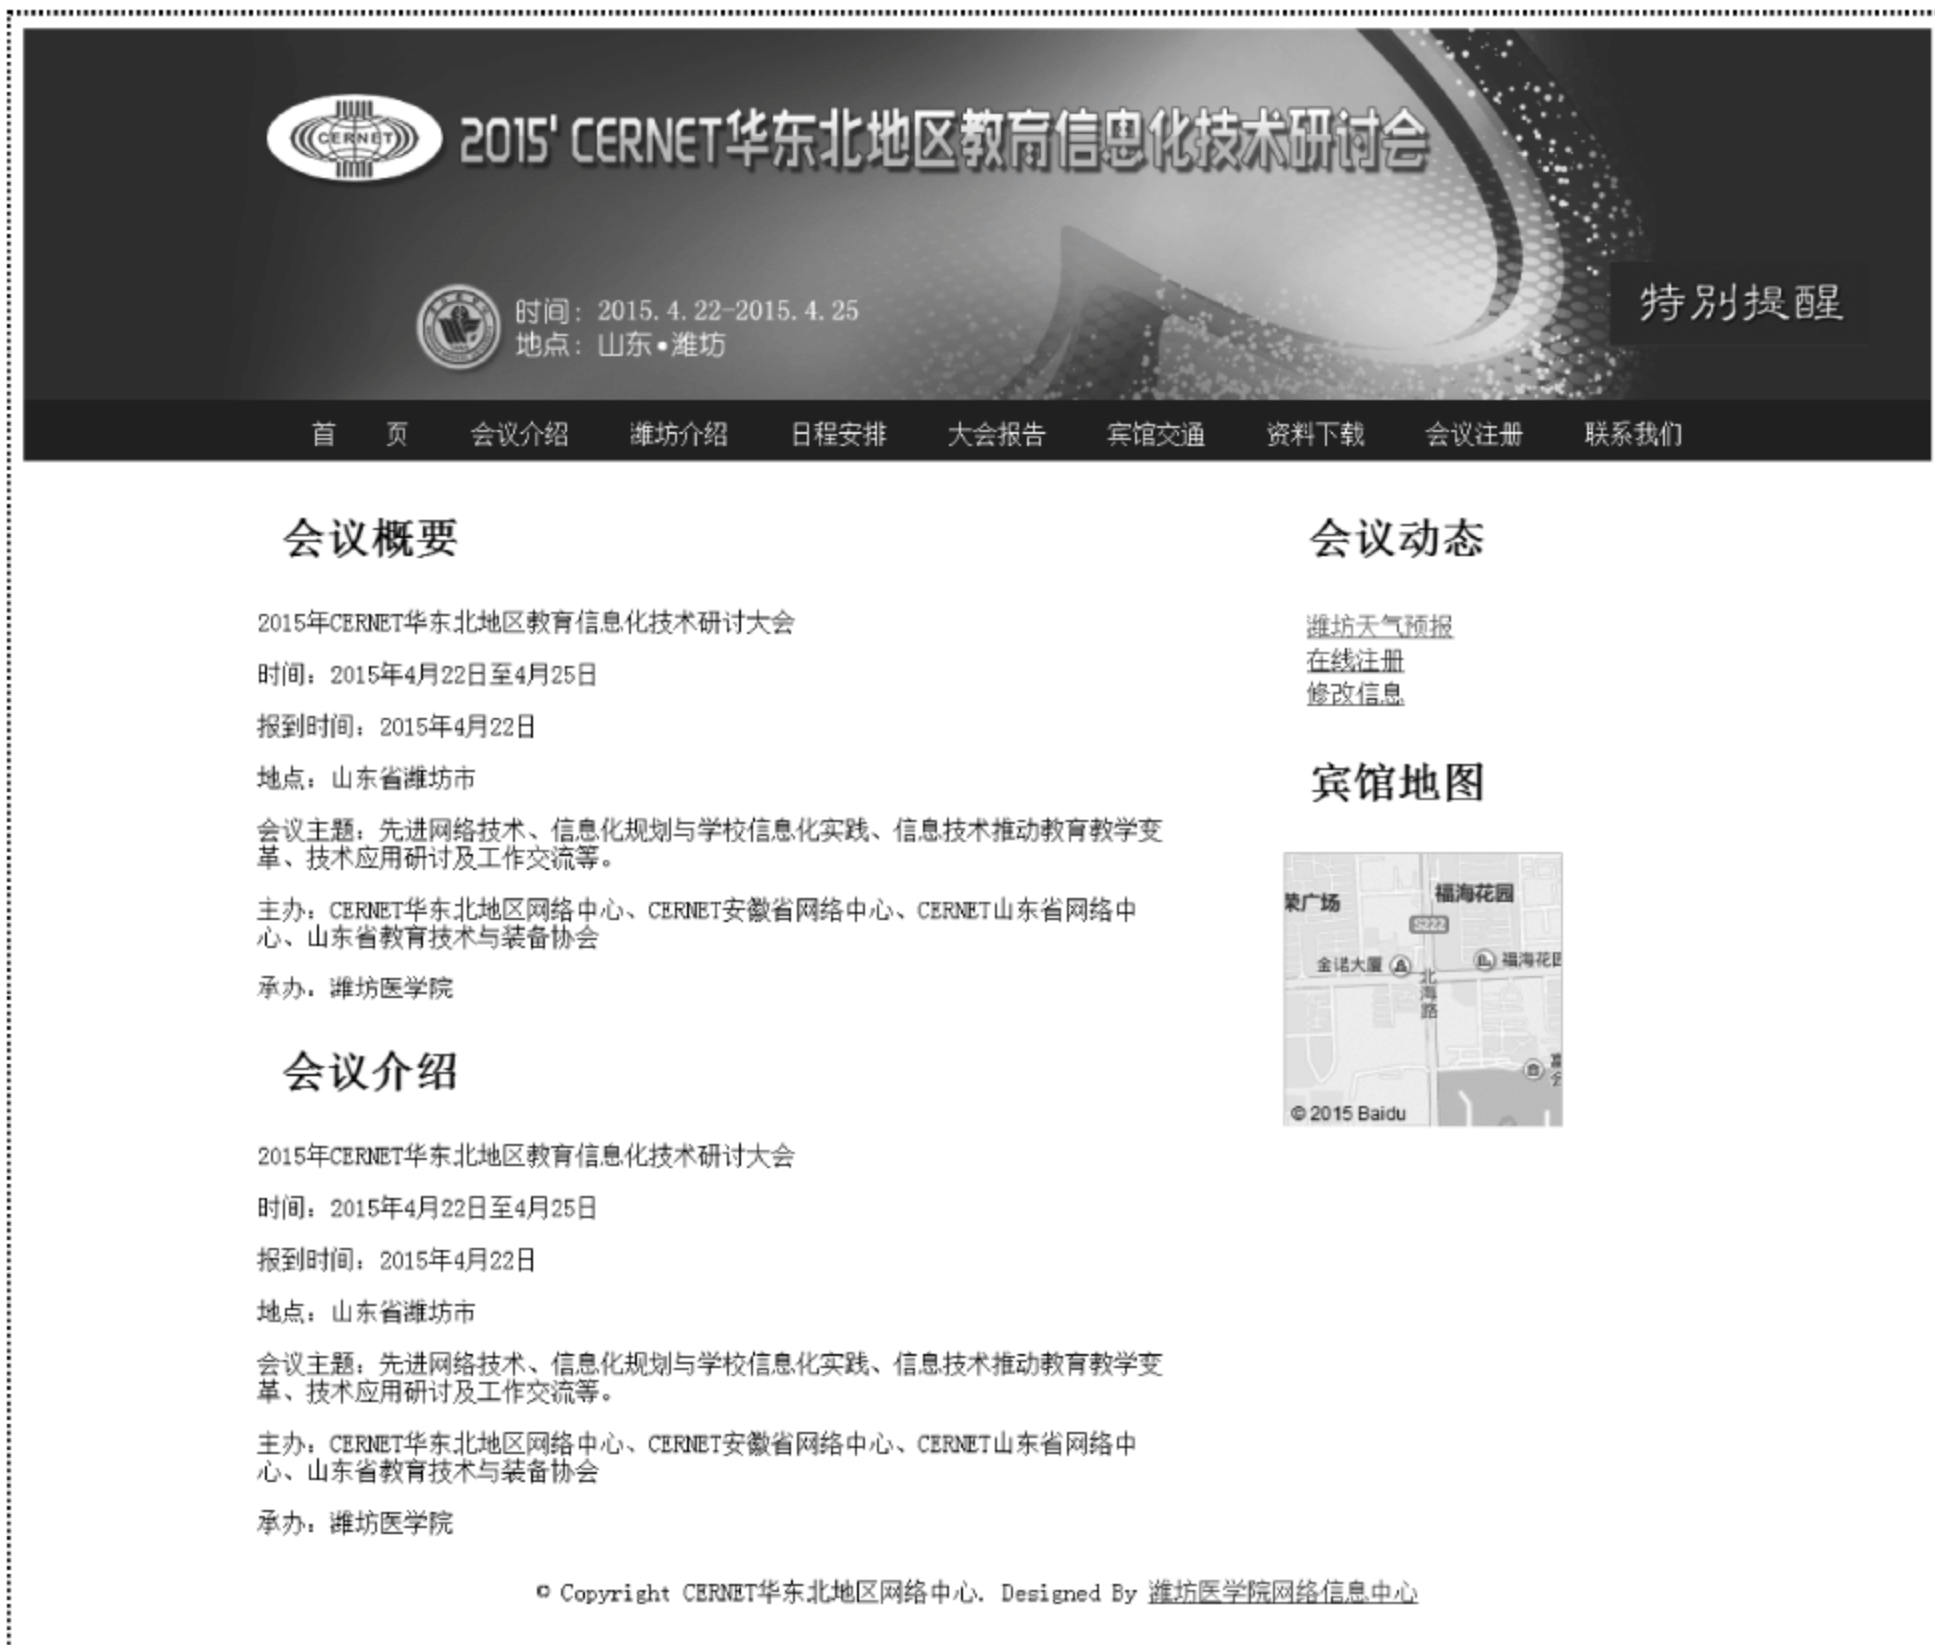 CERNET
2015' CERNET华东北地区教育信息化技术研讨会
时间：2015.4.22-2015.4.25
地点：山东•潍坊
特别提醒
首 页 会议介绍 潍坊介绍 日程安排 大会报告 宾馆交通 资料下载 会议注册 联系我们
会议概要
2015年CERNET华东北地区教育信息化技术研讨大会
时间：2015年4月22日至4月25日
报到时间：2015年4月22日
地点：山东省潍坊市
会议主题：先进网络技术、信息化规划与学校信息化实践、信息技术推动教育教学变
革、技术应用研讨及工作交流等。
主办：CERNET华东北地区网络中心、CERNET安徽省网络中心、CERNET山东省网络中
心、山东省教育技术与装备协会
承办：潍坊医学院
会议介绍
2015年CERNET华东北地区教育信息化技术研讨大会
时间：2015年4月22日至4月25日
报到时间：2015年4月22日
地点：山东省潍坊市
会议主题：先进网络技术、信息化规划与学校信息化实践、信息技术推动教育教学变
革、技术应用研讨及工作交流等。
主办：CERNET华东北地区网络中心、CERNET安徽省网络中心、CERNET山东省网络中
心、山东省教育技术与装备协会
承办：潍坊医学院
会议动态
潍坊天气预报
在线注册
修改信息
宾馆地图
荣广场
福海花园
S222
金诺大厦
福海花园
北海路
© 2015 Baidu
© Copyright CERNET华东北地区网络中心. Designed By 潍坊医学院网络信息中心